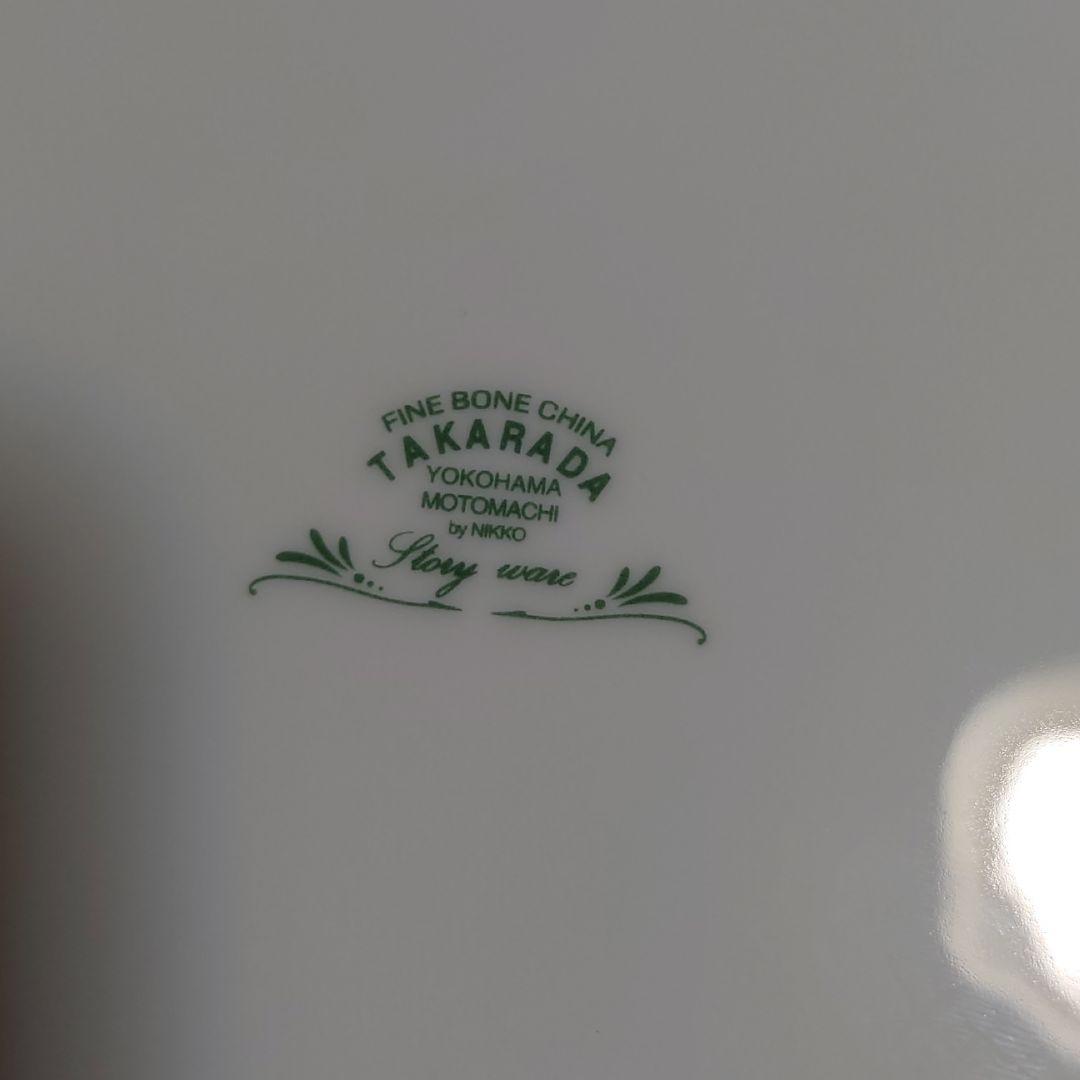 FINE BONE CHINA
TAKARADA
YOKOHAMA
MOTOMACHI
by NIKKO
Story ware